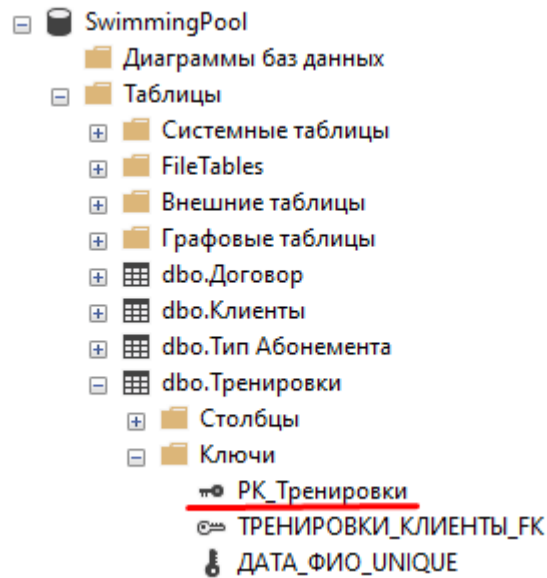 SwimmingPool
Диаграммы баз данных
Таблицы
Системные таблицы
FileTables
Внешние таблицы
Графовые таблицы
dbo.Договор
dbo.Клиенты
dbo.Тип Абонемента
dbo.Тренировки
Столбцы
Ключи
PK_Тренировки
ТРЕНИРОВКИ_КЛИЕНТЫ_FK
ДАТА_ФИО_UNIQUE